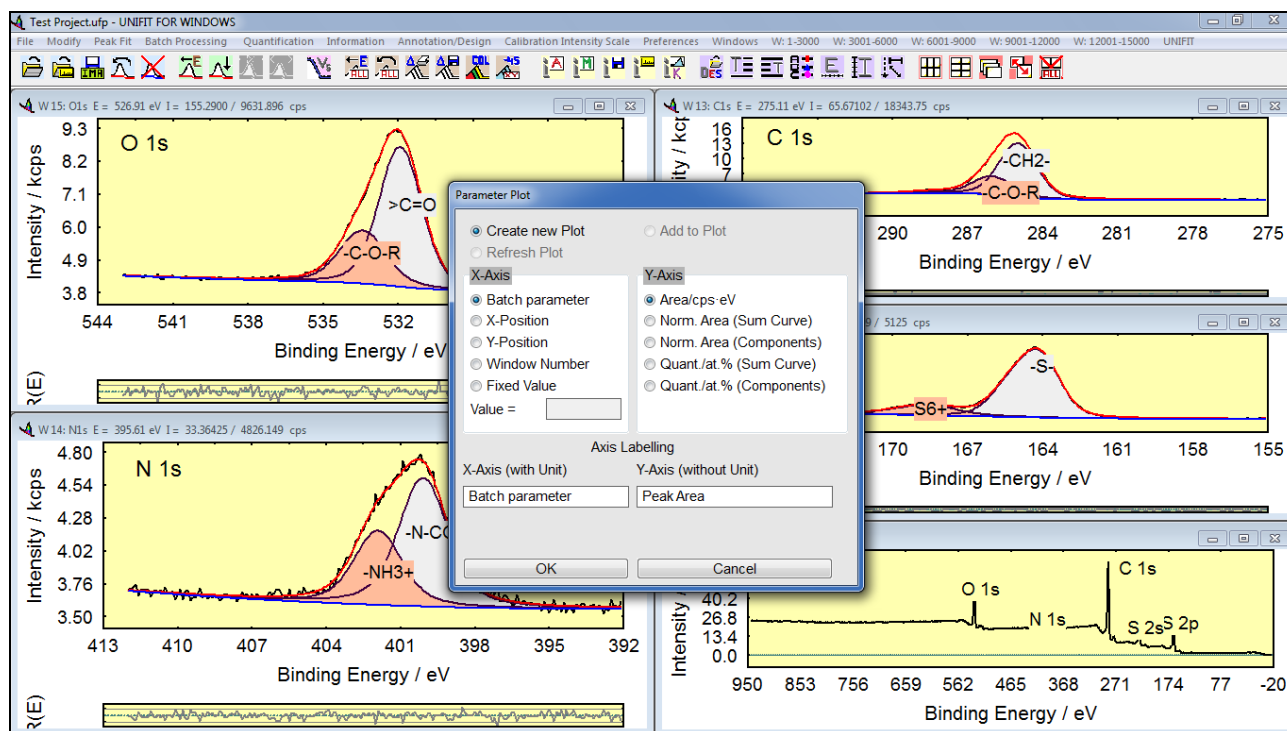 Test Project.ufp - UNIFIT FOR WINDOWS
File Modify Peak Fit Batch Processing Quantification Information Annotation/Design Calibration Intensity Scale Preferences Windows W: 1-3000 W: 3001-6000 W: 6001-9000 W: 9001-12000 W: 12001-15000 UNIFIT
W 15: O1s E = 526.91 eV I = 155.2900 / 9631.896 cps
O 1s
Intensity / kcps
9.3
8.2
7.1
6.0
4.9
3.8
>C=O
-C-O-R
544 541 538 535 532
Binding Energy / eV
R(E)
W 13: C1s E = 275.11 eV I = 65.67102 / 18343.75 cps
C 1s
16
13
10
7
-CH2-
-C-O-R
290 287 284 281 278 275
Binding Energy / eV
Parameter Plot
Create new Plot Add to Plot
Refresh Plot
X-Axis Y-Axis
Batch parameter Area/cps·eV
X-Position Norm. Area (Sum Curve)
Y-Position Norm. Area (Components)
Window Number Quant./at.% (Sum Curve)
Fixed Value Quant./at.% (Components)
Value =
Axis Labelling
X-Axis (with Unit) Y-Axis (without Unit)
Batch parameter Peak Area
OK Cancel
/ 5125 cps
-S-
S6+
170 167 164 161 158 155
Binding Energy / eV
W 14: N1s E = 395.61 eV I = 33.36425 / 4826.149 cps
N 1s
Intensity / kcps
4.80
4.54
4.28
4.02
3.76
3.50
-N-CO
-NH3+
413 410 407 404 401 398 395 392
Binding Energy / eV
R(E)
Intensity /
40.2
26.8
13.4
0.0
O 1s
N 1s
C 1s
S 2s
S 2p
950 853 756 659 562 465 368 271 174 77 -20
Binding Energy / eV